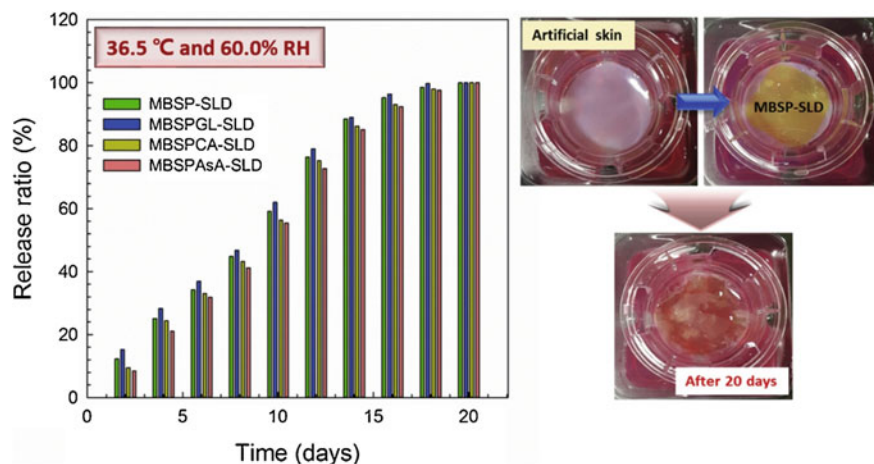 120
100
80
60
40
20
0
Release ratio (%)
36.5 ℃ and 60.0% RH
MBSP-SLD
MBSPGL-SLD
MBSPCA-SLD
MBSPAsA-SLD
0 5 10 15 20
Time (days)
Artificial skin
MBSP-SLD
After 20 days